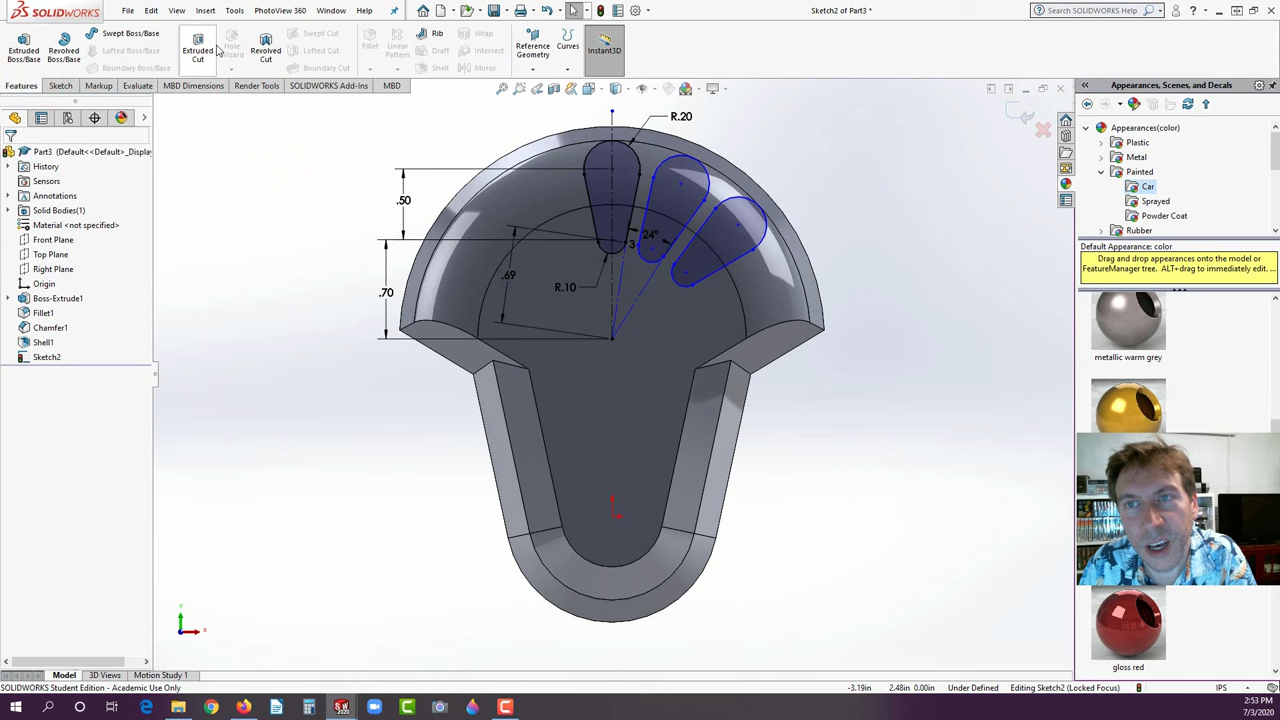 SOLIDWORKS
File
Edit
View
Insert
Tools
PhotoView 360
Window
Help
Sketch2 of Part3 *
Search SOLIDWORKS Help
Extruded Boss/Base
Revolved Boss/Base
Swept Boss/Base
Lofted Boss/Base
Boundary Boss/Base
Extruded Cut
Hole Wizard
Revolved Cut
Swept Cut
Lofted Cut
Boundary Cut
Fillet
Linear Pattern
Rib
Draft
Shell
Wrap
Intersect
Mirror
Reference Geometry
Curves
Instant3D
Features
Sketch
Markup
Evaluate
MBD Dimensions
Render Tools
SOLIDWORKS Add-Ins
MBD
Part3 (Default<<Default>_Display
History
Sensors
Annotations
Solid Bodies(1)
Material <not specified>
Front Plane
Top Plane
Right Plane
Origin
Boss-Extrude1
Fillet1
Chamfer1
Shell1
Sketch2
R.20
.50
.70
.69
R.10
24°
3
Y
X
Appearances, Scenes, and Decals
Appearances(color)
Plastic
Metal
Painted
Car
Sprayed
Powder Coat
Rubber
Default Appearance: color
Drag and drop appearances onto the model or
FeatureManager tree. ALT+drag to immediately edit. ...
metallic warm grey
gloss red
Model
3D Views
Motion Study 1
SOLIDWORKS Student Edition - Academic Use Only
-3.19in
2.48in 0.00in
Under Defined
Editing Sketch2 (Locked Focus)
IPS
2:53 PM
7/3/2020